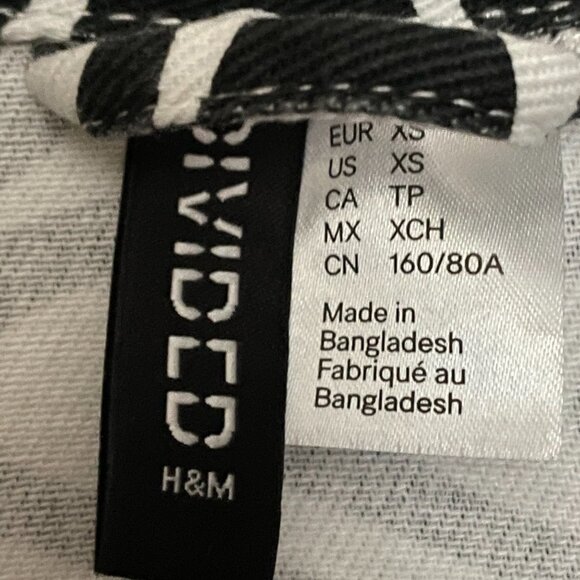 DIVIDED
H&M
EUR XS
US XS
CA TP
MX XCH
CN 160/80A
Made in
Bangladesh
Fabriqué au
Bangladesh